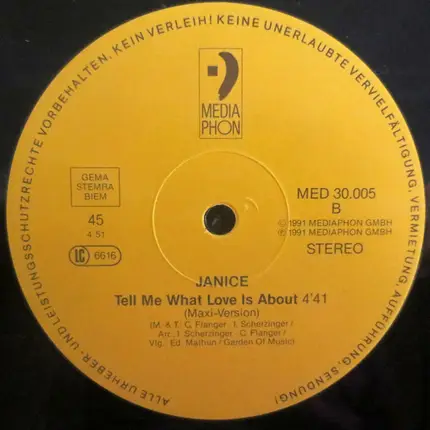 ALLE URHEBER- UND LEISTUNGSSCHUTZRECHTE VORBEHALTEN. KEIN VERLEIH! KEINE UNERLAUBTE VERVIELFÄLTIGUNG, VERMIETUNG, AUFFÜHRUNG, SENDUNG!
MEDIA
PHON
GEMA
STEMRA
BIEM
45
4 51
LC 6616
MED 30.005
B
© 1991 MEDIAPHON GMBH
℗ 1991 MEDIAPHON GMBH
STEREO
JANICE
Tell Me What Love Is About 4'41
(Maxi-Version)
(M. & T.: C. Flanger - I. Scherzinger /
Arr.: I. Scherzinger - C. Flanger /
Vlg.: Ed. Malhun / Garden Of Music)